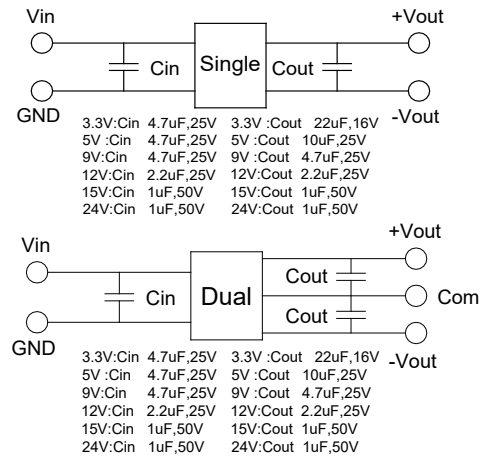 Vin +Vout
Cin Single Cout
GND -Vout
3.3V:Cin 4.7uF,25V 3.3V :Cout 22uF,16V
5V :Cin 4.7uF,25V 5V :Cout 10uF,25V
9V:Cin 4.7uF,25V 9V :Cout 4.7uF,25V
12V:Cin 2.2uF,25V 12V:Cout 2.2uF,25V
15V:Cin 1uF,50V 15V:Cout 1uF,50V
24V:Cin 1uF,50V 24V:Cout 1uF,50V
Vin +Vout
Cout
Cin Dual Com
Cout
GND -Vout
3.3V:Cin 4.7uF,25V 3.3V :Cout 22uF,16V
5V :Cin 4.7uF,25V 5V :Cout 10uF,25V
9V:Cin 4.7uF,25V 9V :Cout 4.7uF,25V
12V:Cin 2.2uF,25V 12V:Cout 2.2uF,25V
15V:Cin 1uF,50V 15V:Cout 1uF,50V
24V:Cin 1uF,50V 24V:Cout 1uF,50V